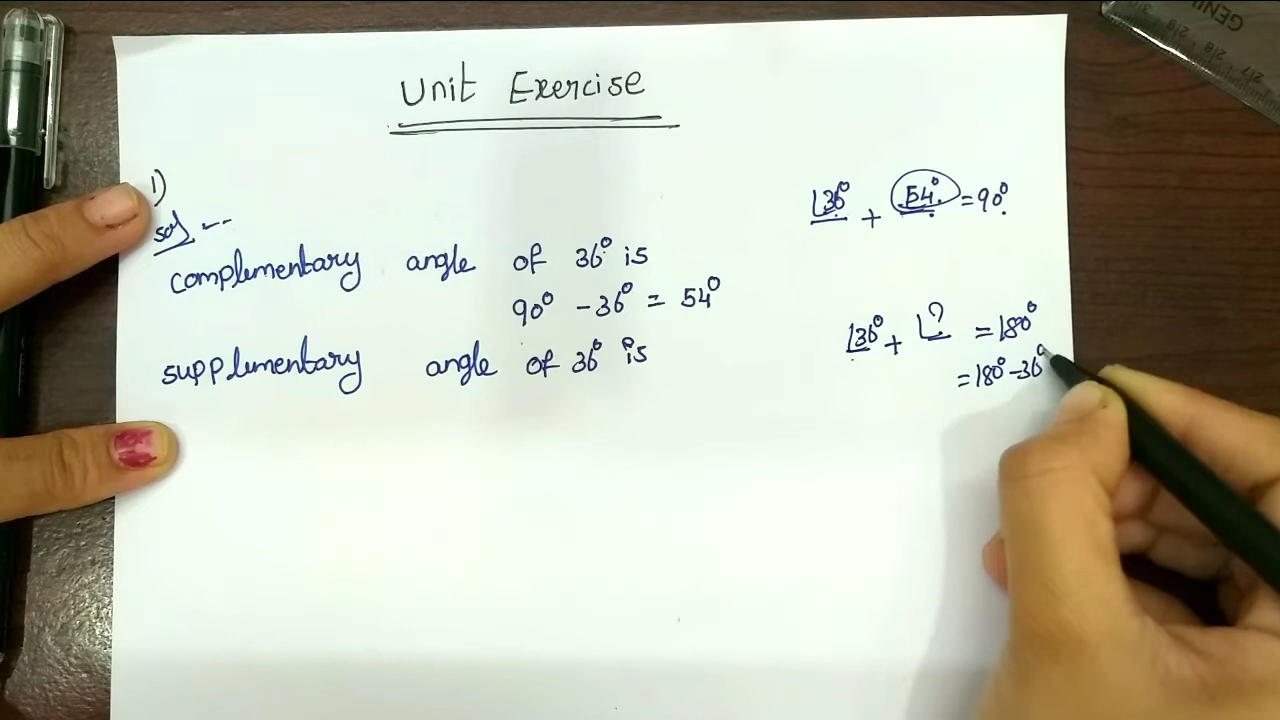 Unit Exercise
1)
sol
complementary angle of 36° is
90° - 36° = 54°
supplementary angle of 36° is
∟36° + ∟54° = 90°
∟36° + ∟? = 180°
= 180° - 36°
GENI